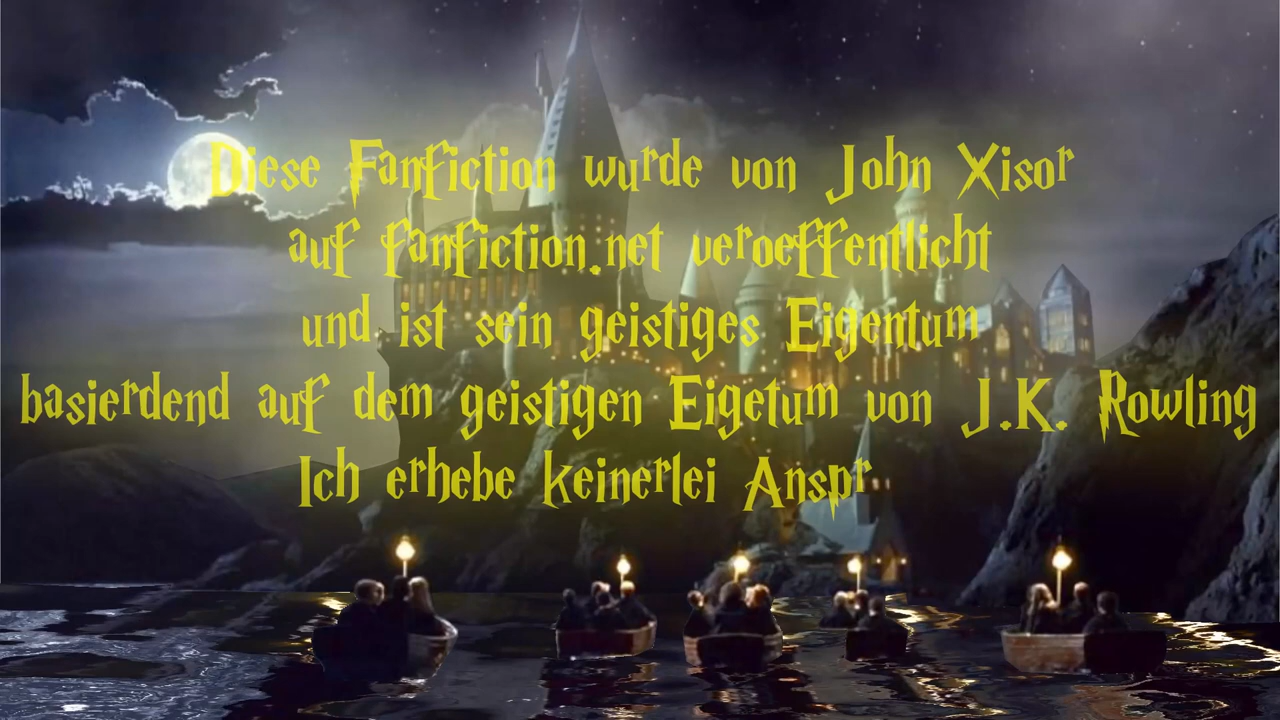 Diese Fanfiction wurde von John Xisor
auf fanfiction.net veroeffentlicht
und ist sein geistiges Eigentum
basierdend auf dem geistigen Eigetum von J.K. Rowling
Ich erhebe keinerlei Anspr